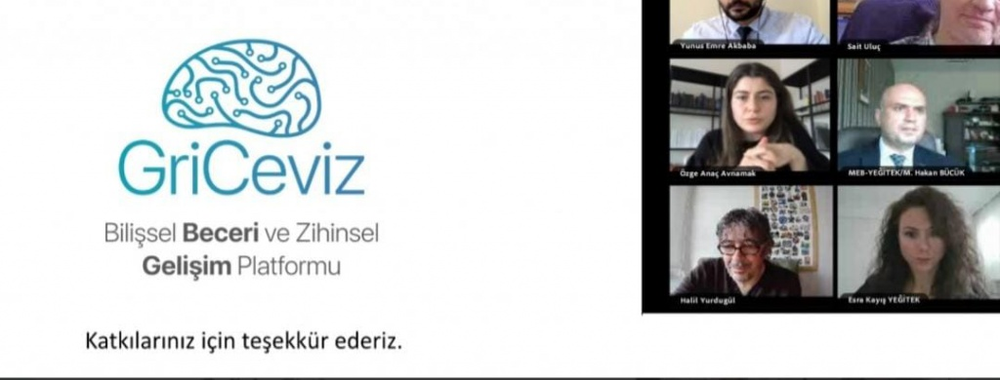 GriCeviz
Bilişsel Beceri ve Zihinsel
Gelişim Platformu
Katkılarınız için teşekkür ederiz.
Yunus Emre Akbaba
Sait Uluç
Özge Anaç Avnamak
MEB-YEĞİTEK/M. Hakan BÜCÜK
Halil Yurdugül
Esra Kayış YEĞİTEK